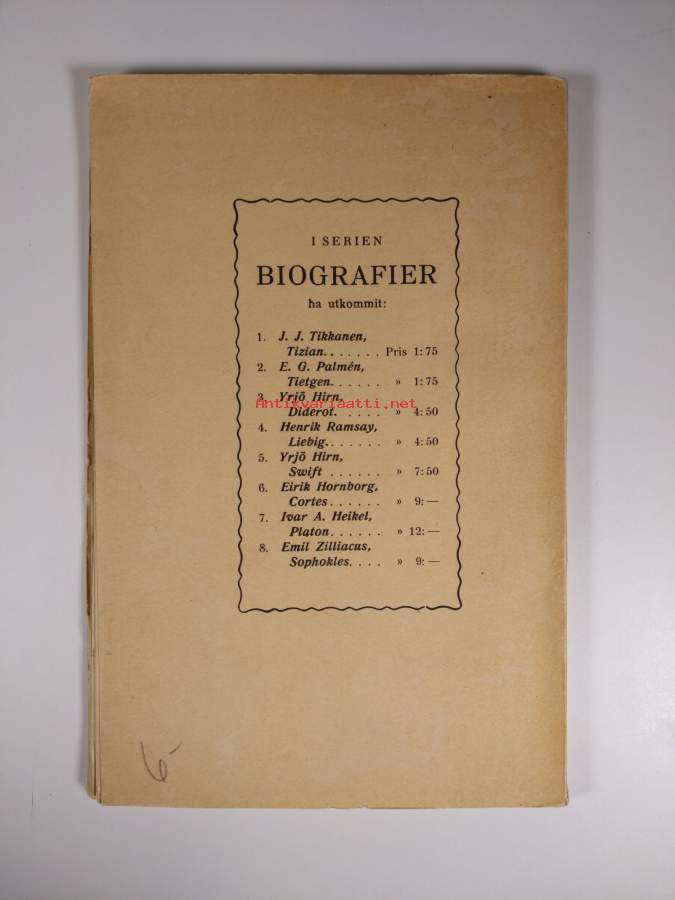 I SERIEN
BIOGRAFIER
ha utkommit:
1. J. J. Tikkanen,
Tizian. . . . . . . Pris 1:75
2. E. G. Palmén,
Tietgen. . . . . . » 1:75
3. Yrjö Hirn,
Antikvariaatti.net
Diderot. . . . . » 4:50
4. Henrik Ramsay,
Liebig. . . . . . . » 4:50
5. Yrjö Hirn,
Swift . . . . . . » 7:50
6. Eirik Hornborg,
Cortes . . . . . . » 9: —
7. Ivar A. Heikel,
Platon. . . . . . . » 12: —
8. Emil Zilliacus,
Sophokles. . . . » 9: —
6-